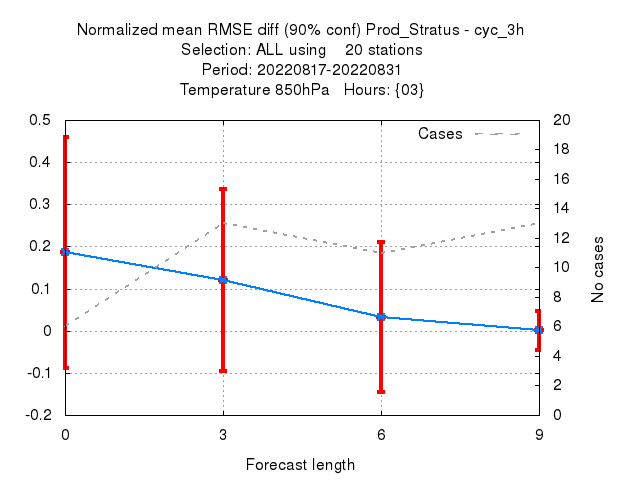 Normalized mean RMSE diff (90% conf) Prod_Stratus - cyc_3h
Selection: ALL using    20 stations
Period: 20220817-20220831
Temperature 850hPa   Hours: {03}
Cases
0.5
0.4
0.3
0.2
0.1
0
-0.1
-0.2
20
18
16
14
12
10
8
6
4
2
0
No cases
0 3 6 9
Forecast length